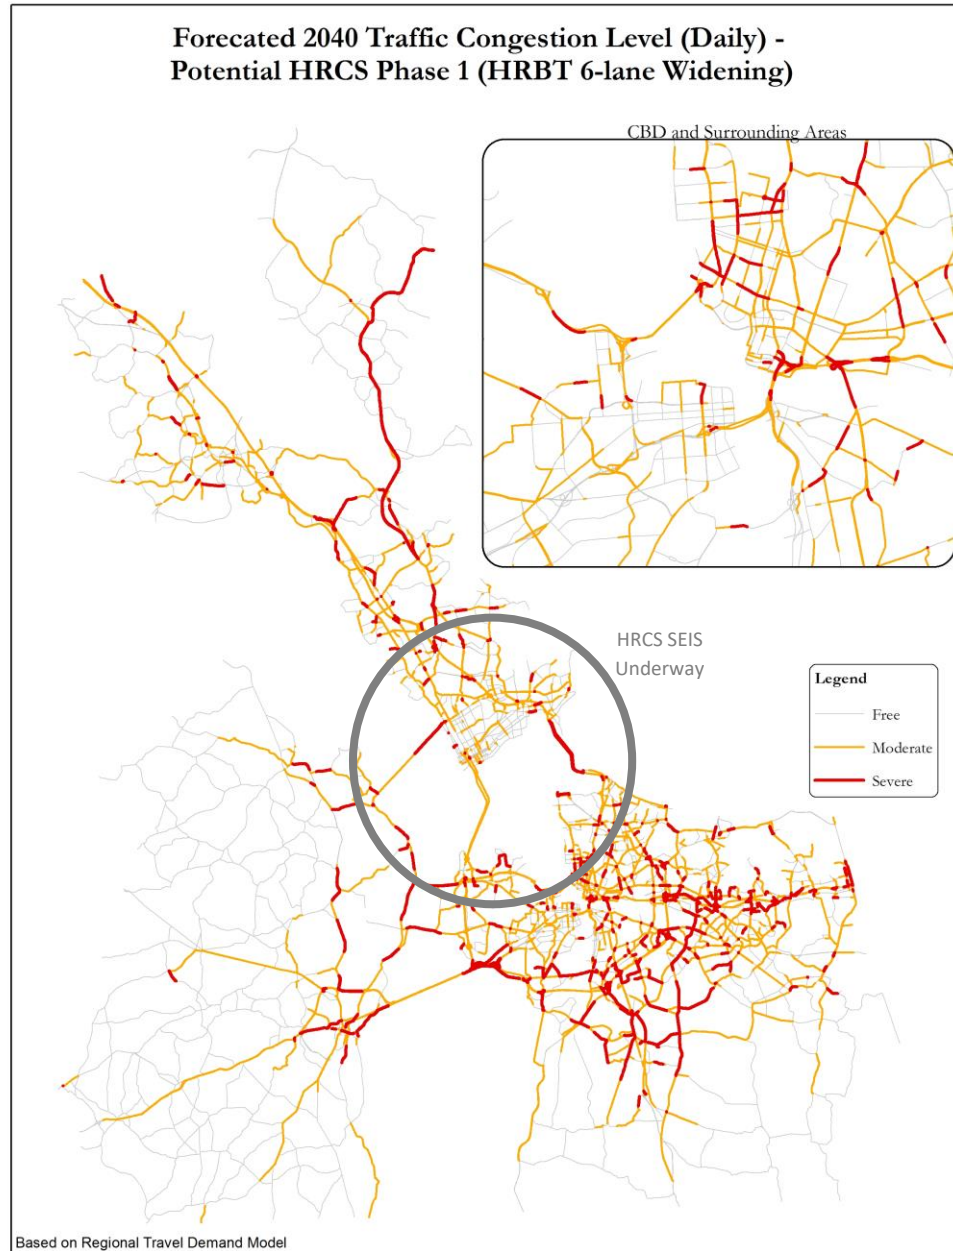 Forecated 2040 Traffic Congestion Level (Daily) -
Potential HRCS Phase 1 (HRBT 6-lane Widening)
CBD and Surrounding Areas
HRCS SEIS
Underway
Legend
Free
Moderate
Severe
Based on Regional Travel Demand Model